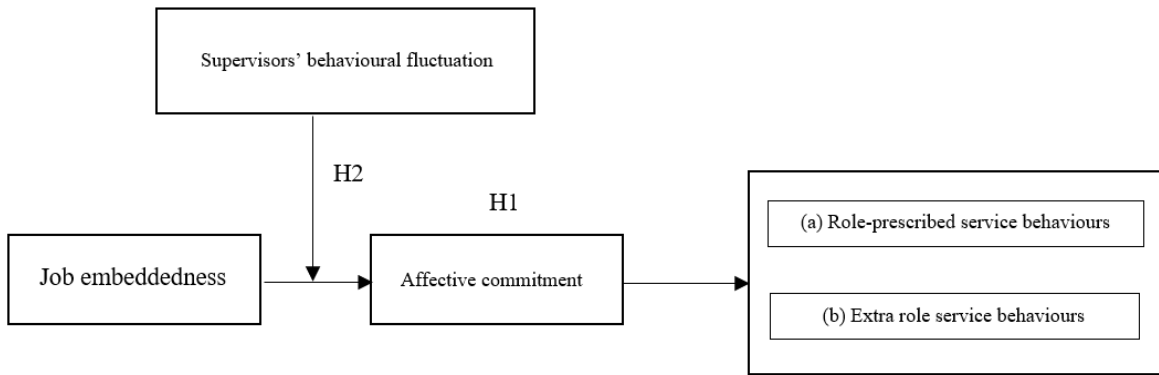 Supervisors’ behavioural fluctuation
H2
H1
(a) Role-prescribed service behaviours
Job embeddedness
Affective commitment
(b) Extra role service behaviours